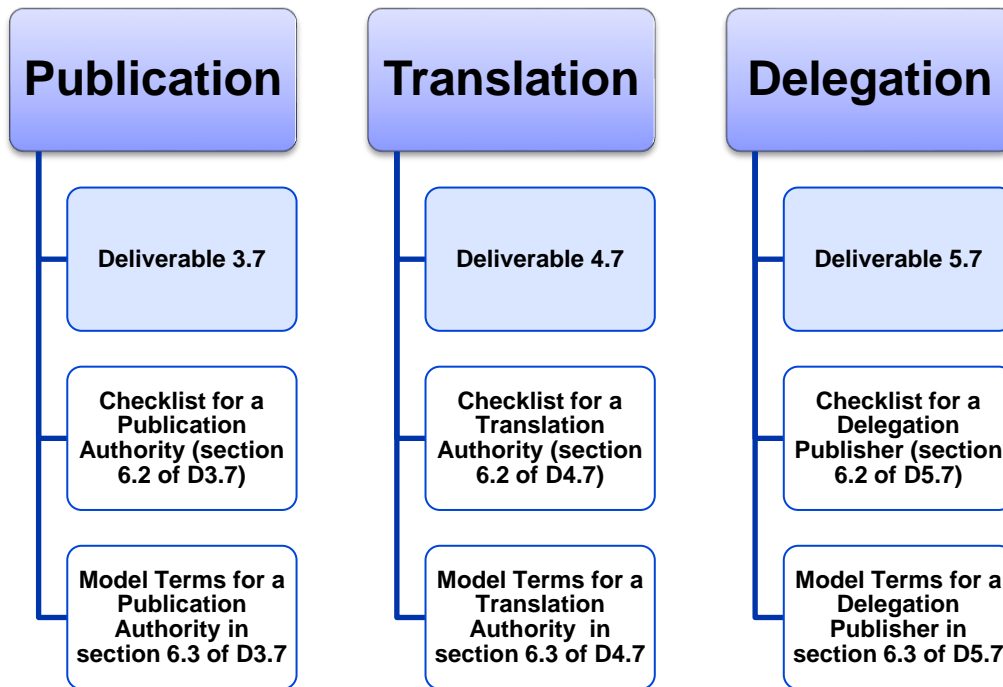 Publication
Deliverable 3.7
Checklist for a
Publication
Authority (section
6.2 of D3.7)
Model Terms for a
Publication
Authority in
section 6.3 of D3.7
Translation
Deliverable 4.7
Checklist for a
Translation
Authority (section
6.2 of D4.7)
Model Terms for a
Translation
Authority  in
section 6.3 of D4.7
Delegation
Deliverable 5.7
Checklist for a
Delegation
Publisher (section
6.2 of D5.7)
Model Terms for a
Delegation
Publisher in
section 6.3 of D5.7